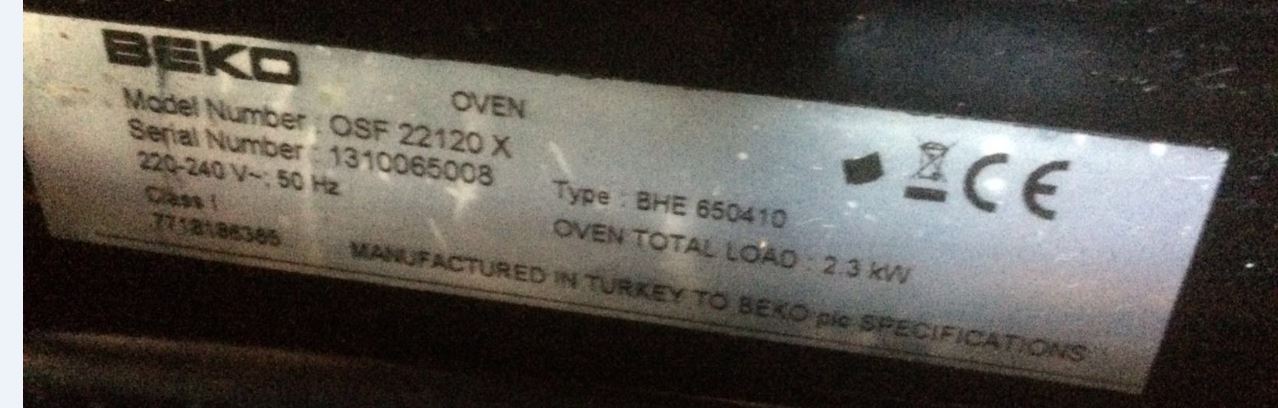 BEKO
OVEN
Model Number : OSF 22120 X
Serial Number : 1310065008
220-240 V~; 50 Hz
Type : BHE 650410
Class I
OVEN TOTAL LOAD : 2.3 kW
MANUFACTURED IN TURKEY TO BEKO plc SPECIFICATIONS
CE